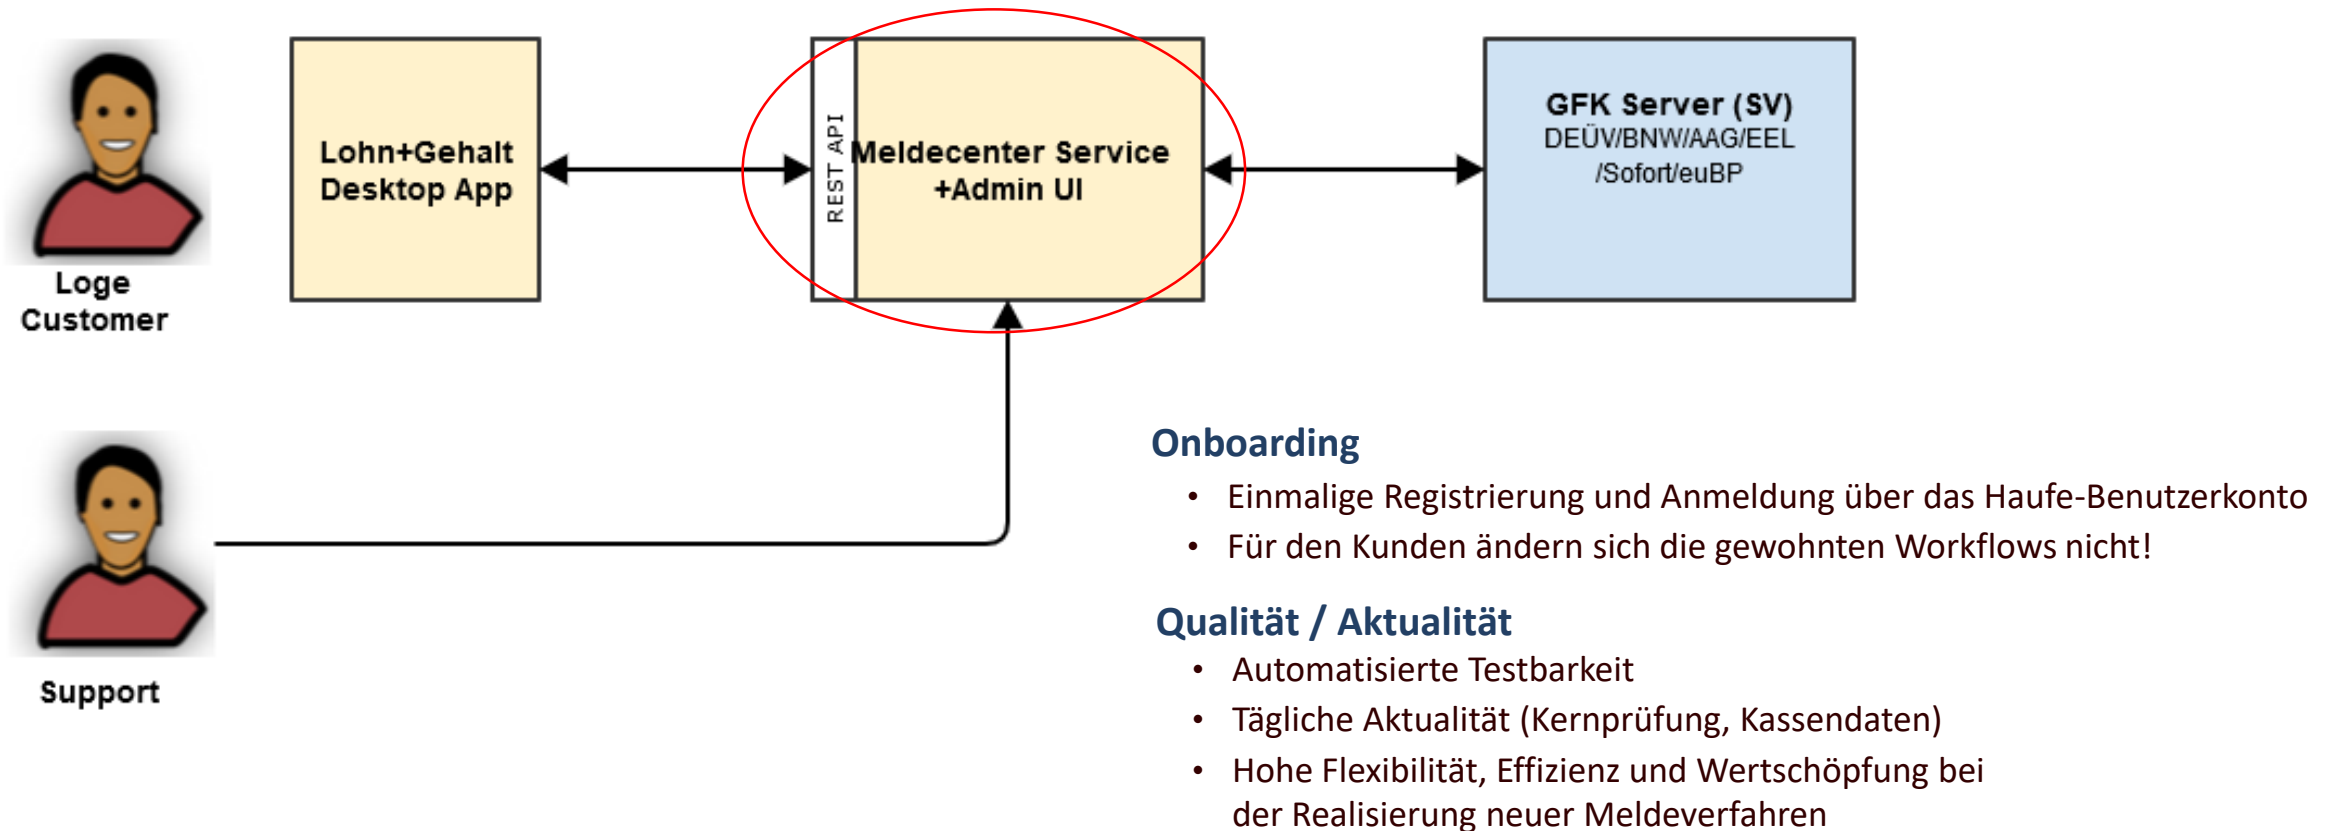 Loge
Customer
Lohn+Gehalt
Desktop App
REST API
Meldecenter Service
+Admin UI
GFK Server (SV)
DEÜV/BNW/AAG/EEL
/Sofort/euBP
Support
Onboarding
• Einmalige Registrierung und Anmeldung über das Haufe-Benutzerkonto
• Für den Kunden ändern sich die gewohnten Workflows nicht!
Qualität / Aktualität
• Automatisierte Testbarkeit
• Tägliche Aktualität (Kernprüfung, Kassendaten)
• Hohe Flexibilität, Effizienz und Wertschöpfung bei
der Realisierung neuer Meldeverfahren